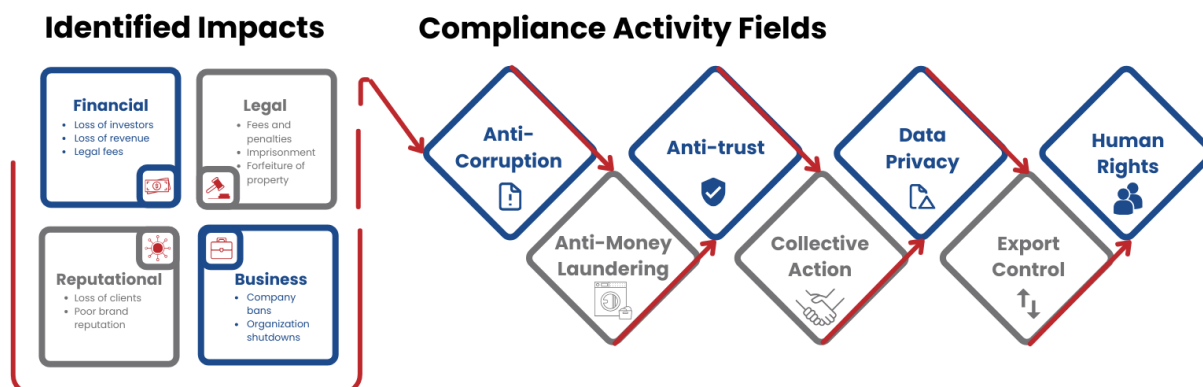 Identified Impacts
Financial
• Loss of investors
• Loss of revenue
• Legal fees
Legal
• Fees and
penalties
• Imprisonment
• Forfeiture of
property
Reputational
• Loss of clients
• Poor brand
reputation
Business
• Company
bans
• Organization
shutdowns
Compliance Activity Fields
Anti-
Corruption
Anti-Money
Laundering
Anti-trust
Collective
Action
Data
Privacy
Export
Control
Human
Rights